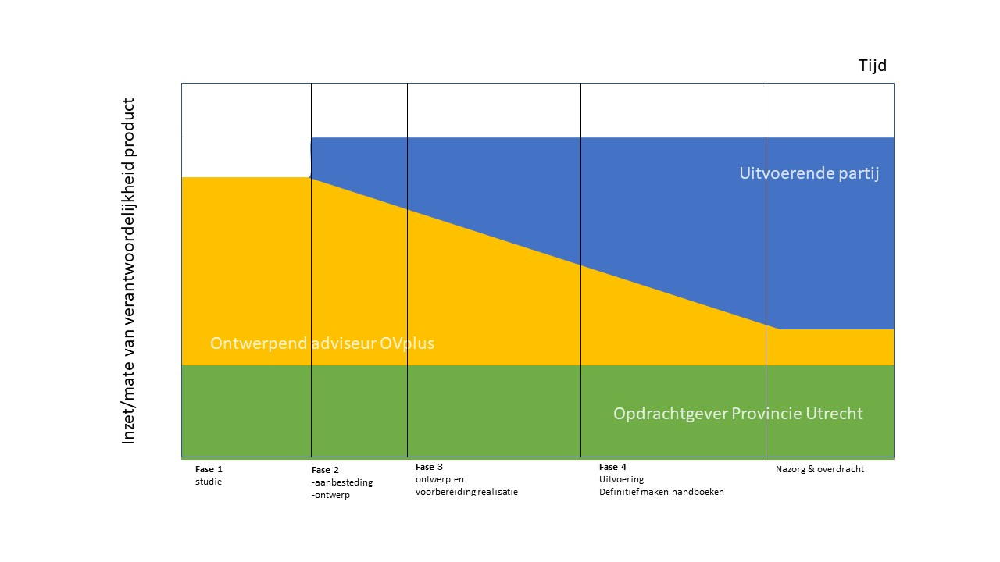 Tijd
Inzet/mate van verantwoordelijkheid product
Uitvoerende partij
Ontwerpend adviseur OVplus
Opdrachtgever Provincie Utrecht
Fase 1
studie
Fase 2
-aanbesteding
-ontwerp
Fase 3
ontwerp en
voorbereiding realisatie
Fase 4
Uitvoering
Definitief maken handboeken
Nazorg & overdracht